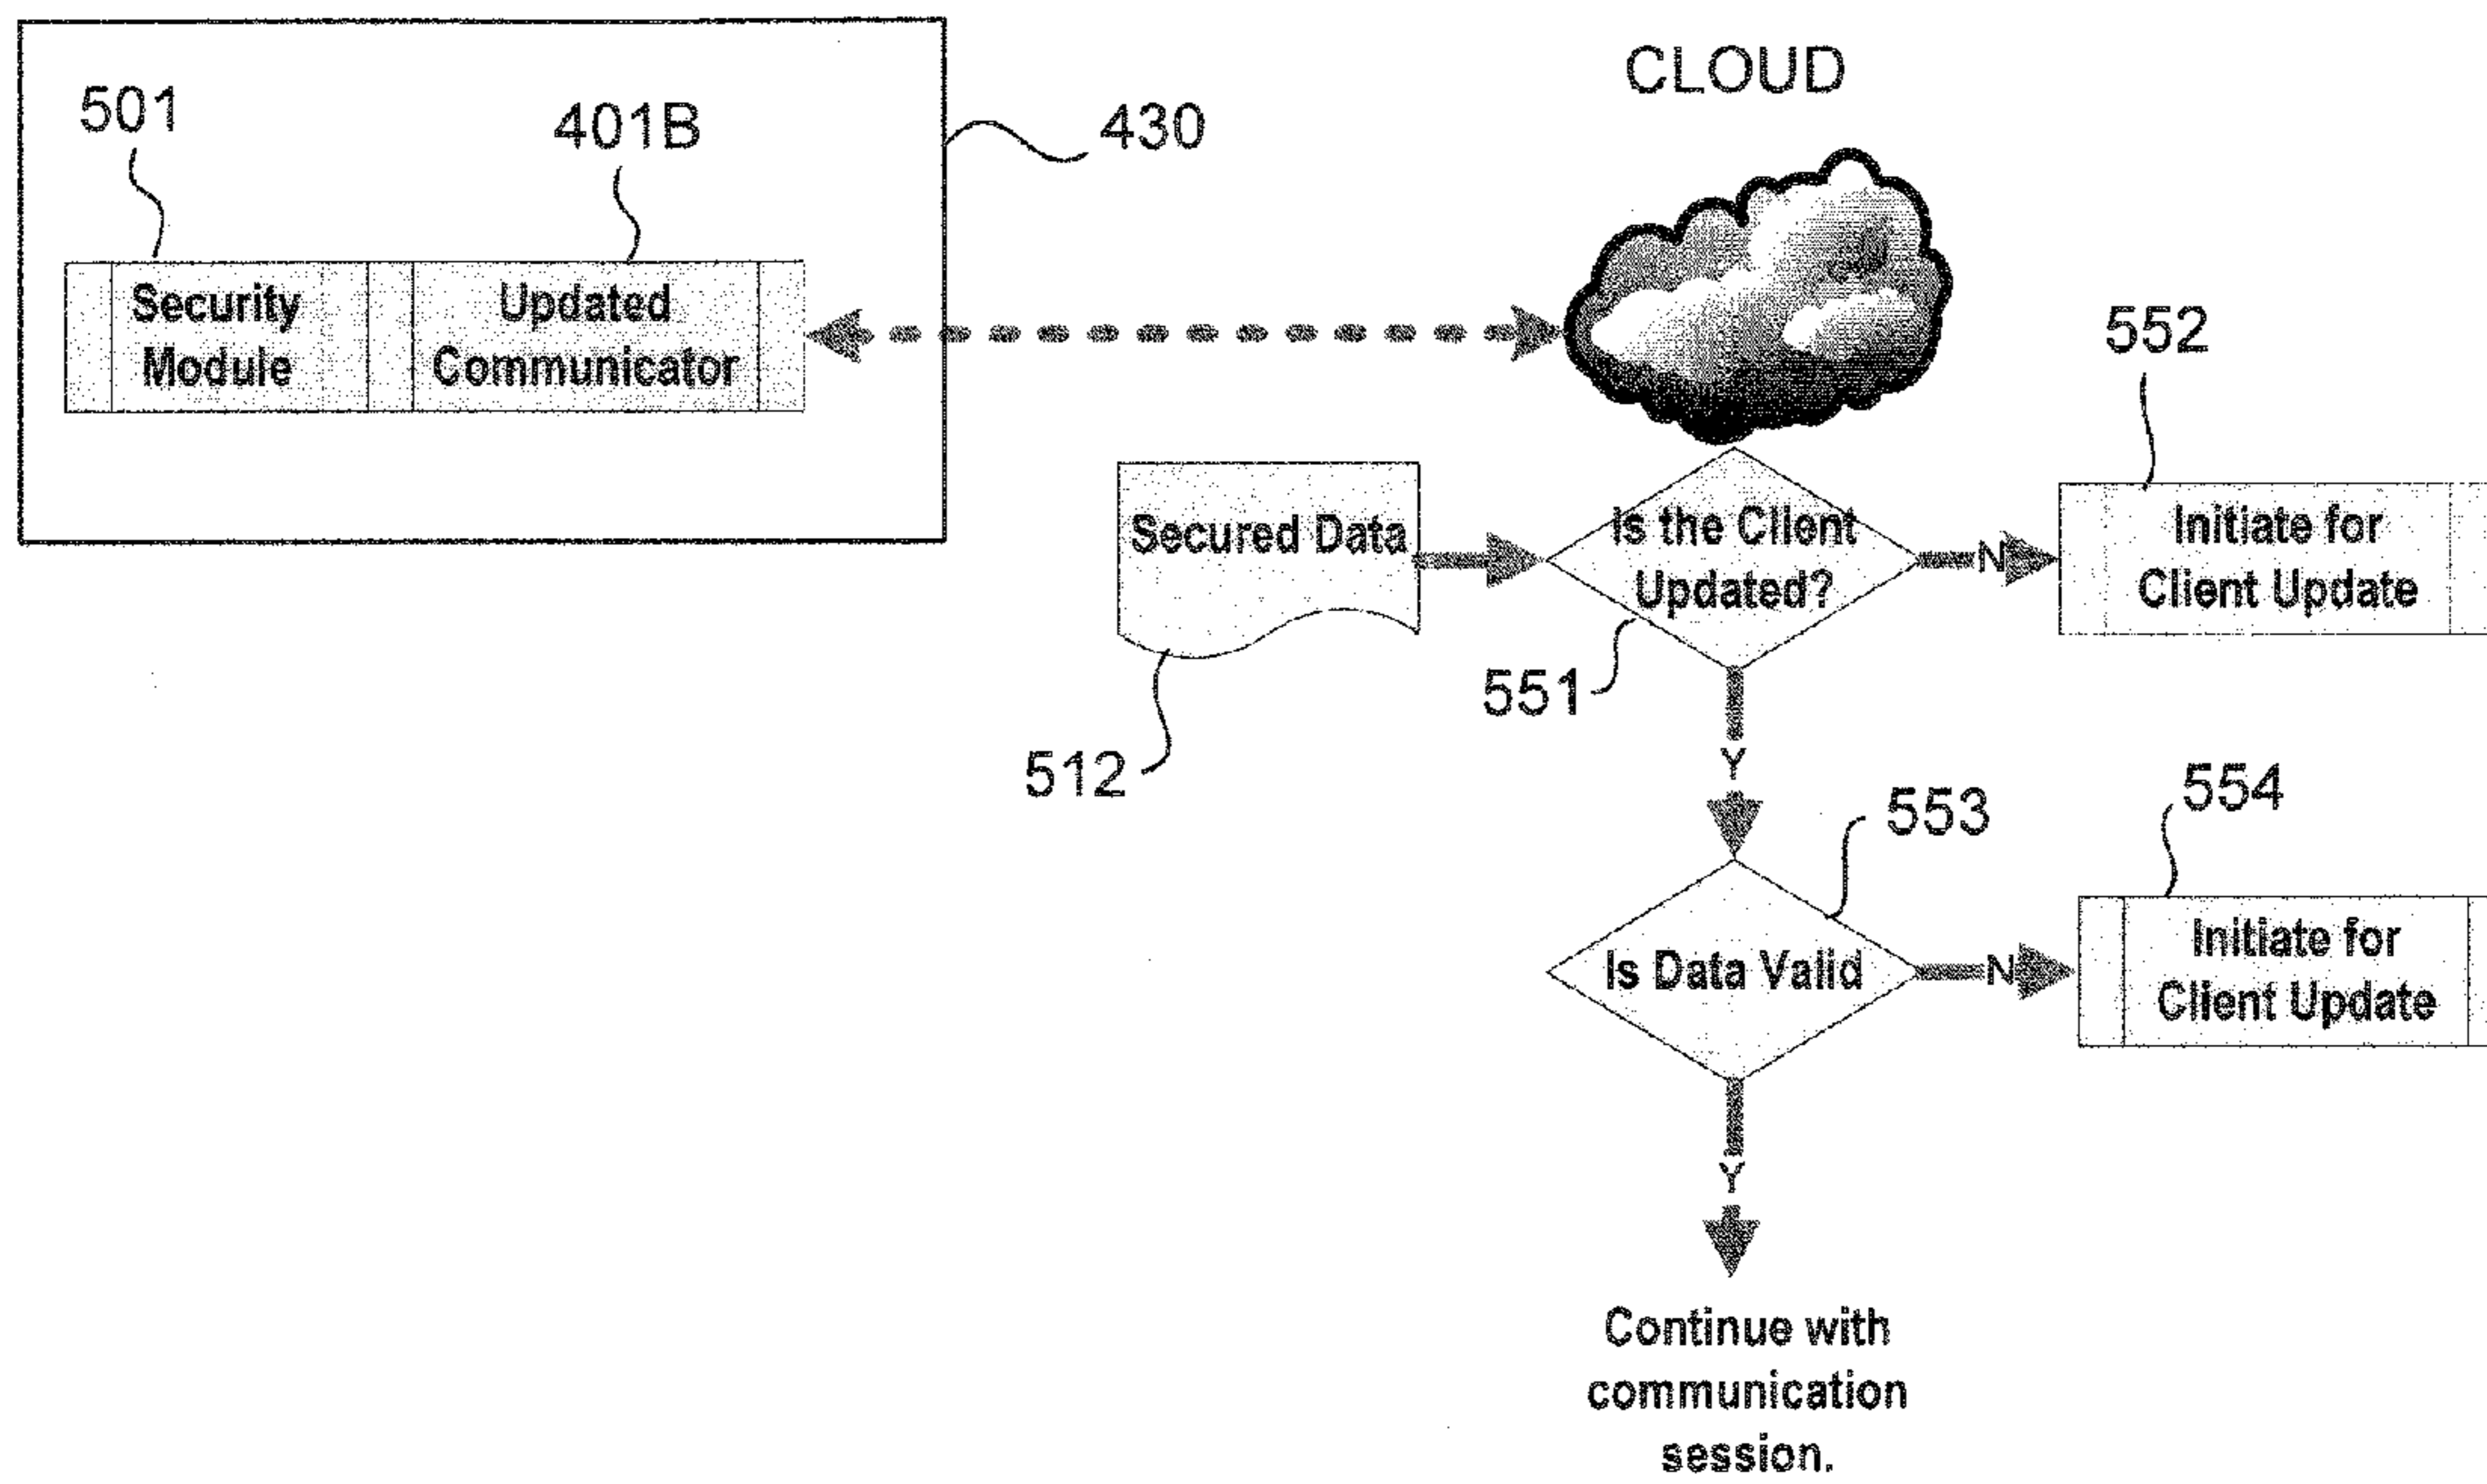 CLOUD
501
401B
430
Security
Module
Updated
Communicator
552
Secured Data
Is the Client
Updated?
N
Initiate for
Client Update
551
512
Y
553
554
Is Data Valid
N
Initiate for
Client Update
Y
Continue with
communication
session.